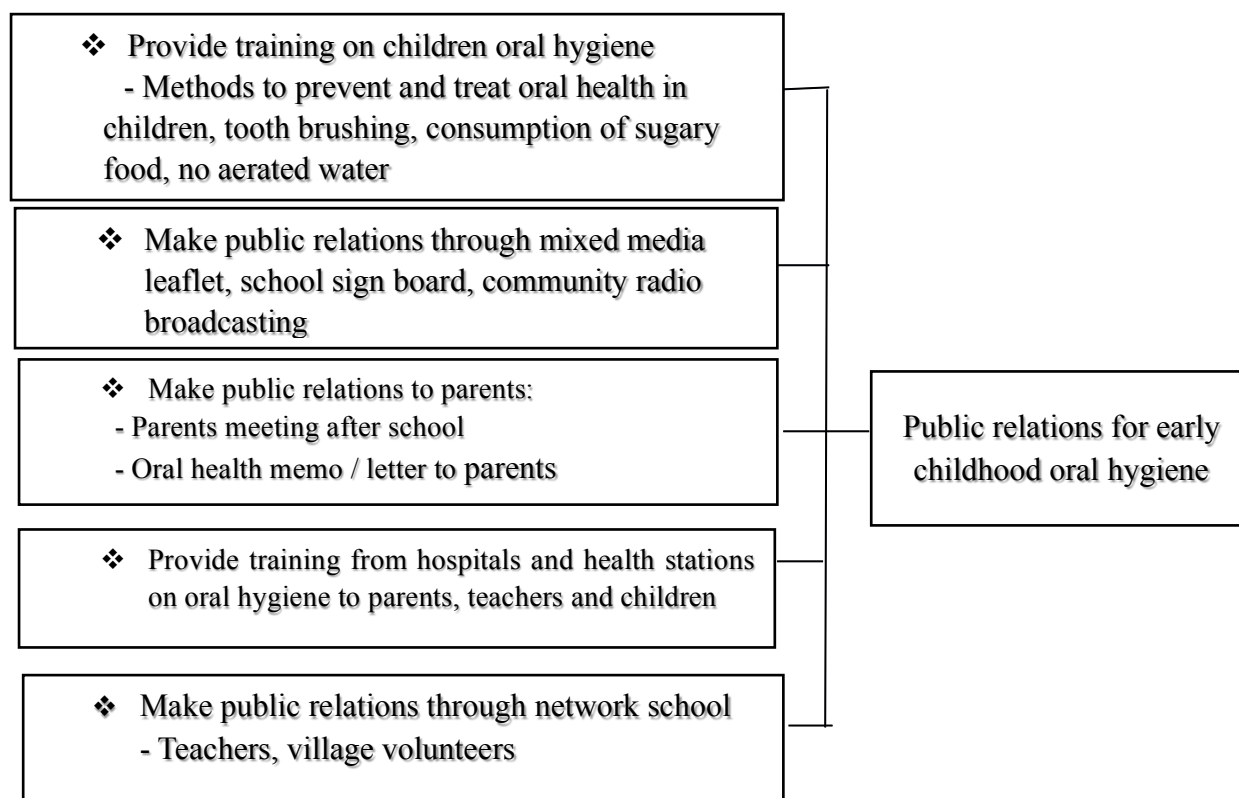 ❖ Provide training on children oral hygiene
- Methods to prevent and treat oral health in
children, tooth brushing, consumption of sugary
food, no aerated water
❖ Make public relations through mixed media
leaflet, school sign board, community radio
broadcasting
❖ Make public relations to parents:
- Parents meeting after school
- Oral health memo / letter to parents
❖ Provide training from hospitals and health stations
on oral hygiene to parents, teachers and children
❖ Make public relations through network school
- Teachers, village volunteers
Public relations for early
childhood oral hygiene